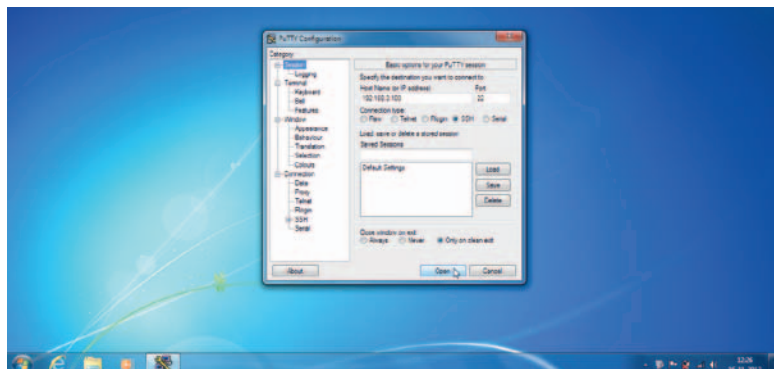 PuTTY Configuration
Category:
Session
Logging
Terminal
Keyboard
Bell
Features
Window
Appearance
Behaviour
Translation
Selection
Colours
Connection
Data
Proxy
Telnet
Rlogin
SSH
Serial
Basic options for your PuTTY session
Specify the destination you want to connect to
Host Name (or IP address) Port
22
Connection type:
Raw Telnet Rlogin SSH Serial
Load, save or delete a stored session
Saved Sessions
Default Settings
Load
Save
Delete
Close window on exit:
Always Never Only on clean exit
About Open Cancel
12:26